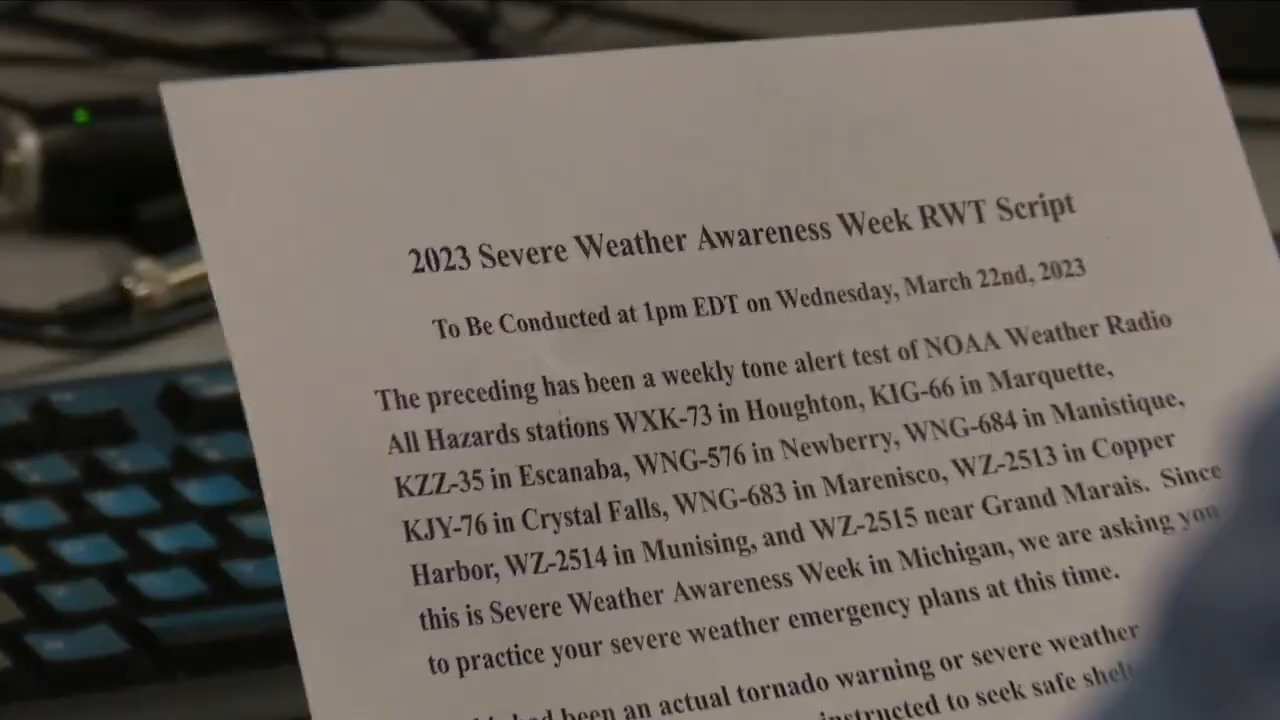 2023 Severe Weather Awareness Week RWT Script
To Be Conducted at 1pm EDT on Wednesday, March 22nd, 2023
The preceding has been a weekly tone alert test of NOAA Weather Radio
All Hazards stations WXK-73 in Houghton, KIG-66 in Marquette,
KZZ-35 in Escanaba, WNG-576 in Newberry, WNG-684 in Manistique,
KJY-76 in Crystal Falls, WNG-683 in Marenisco, WZ-2513 in Copper
Harbor, WZ-2514 in Munising, and WZ-2515 near Grand Marais. Since
this is Severe Weather Awareness Week in Michigan, we are asking you
to practice your severe weather emergency plans at this time.
had been an actual tornado warning or severe weather
instructed to seek safe